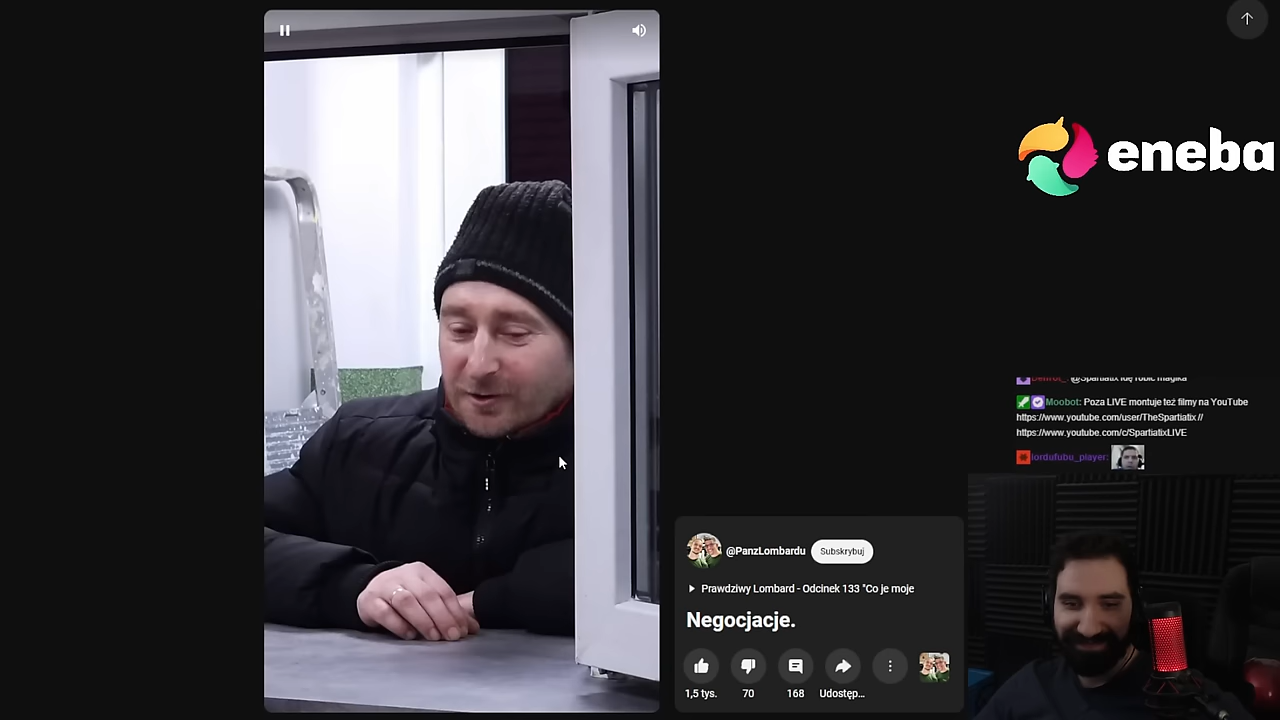 eneba
@Spartiatix idę robić magika
Moobot: Poza LIVE montuje też filmy na YouTube
https://www.youtube.com/user/TheSpartiatix //
https://www.youtube.com/c/SpartiatixLIVE
lordufubu_player:
@PanzLombardu
Subskrybuj
Prawdziwy Lombard - Odcinek 133 "Co je moje
Negocjacje.
1,5 tys.
70
168
Udostęp...